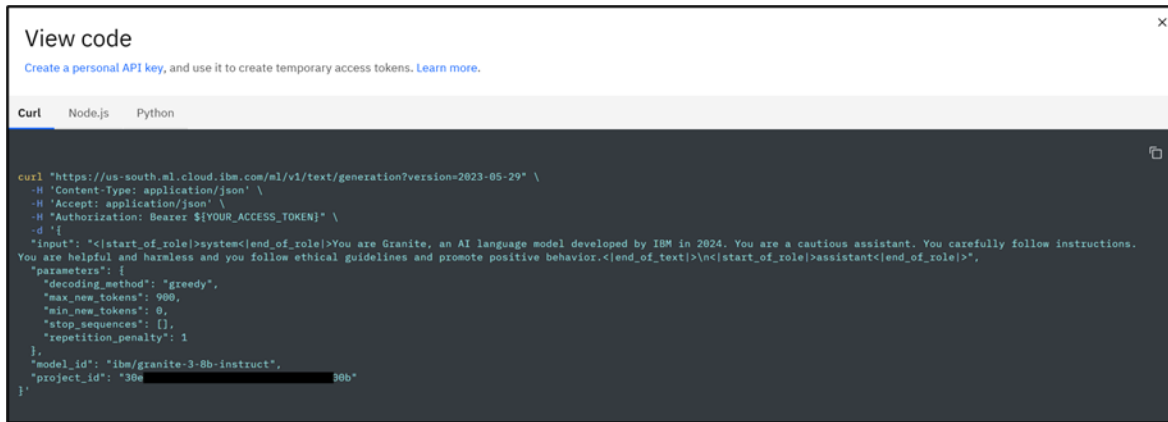 View code
Create a personal API key, and use it to create temporary access tokens. Learn more.
Curl Node.js Python
curl "https://us-south.ml.cloud.ibm.com/ml/v1/text/generation?version=2023-05-29" \
-H 'Content-Type: application/json' \
-H 'Accept: application/json' \
-H "Authorization: Bearer ${YOUR_ACCESS_TOKEN}" \
-d '{
"input": "<|start_of_role|>system<|end_of_role|>You are Granite, an AI language model developed by IBM in 2024. You are a cautious assistant. You carefully follow instructions.
You are helpful and harmless and you follow ethical guidelines and promote positive behavior.<|end_of_text|>\n<|start_of_role|>assistant<|end_of_role|>",
"parameters": {
"decoding_method": "greedy",
"max_new_tokens": 900,
"min_new_tokens": 0,
"stop_sequences": [],
"repetition_penalty": 1
},
"model_id": "ibm/granite-3-8b-instruct",
"project_id": "30e 00b"
}'